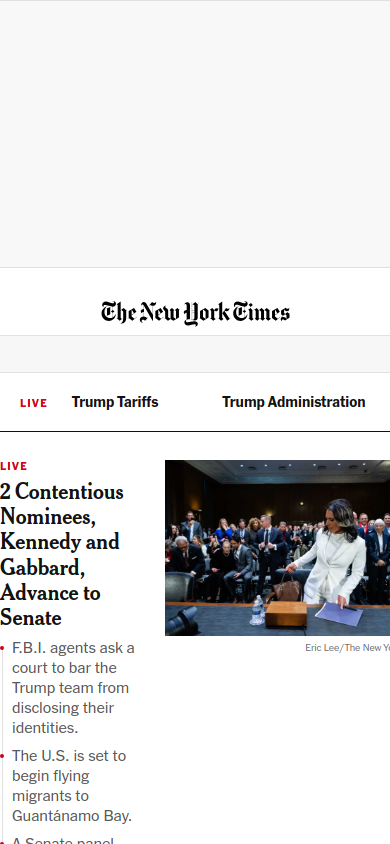 The New York Times
LIVE Trump Tariffs Trump Administration
LIVE
2 Contentious
Nominees,
Kennedy and
Gabbard,
Advance to
Senate
F.B.I. agents ask a
court to bar the
Trump team from
disclosing their
identities.
The U.S. is set to
begin flying
migrants to
Guantánamo Bay.
A Senate panel
Eric Lee/The New Yo